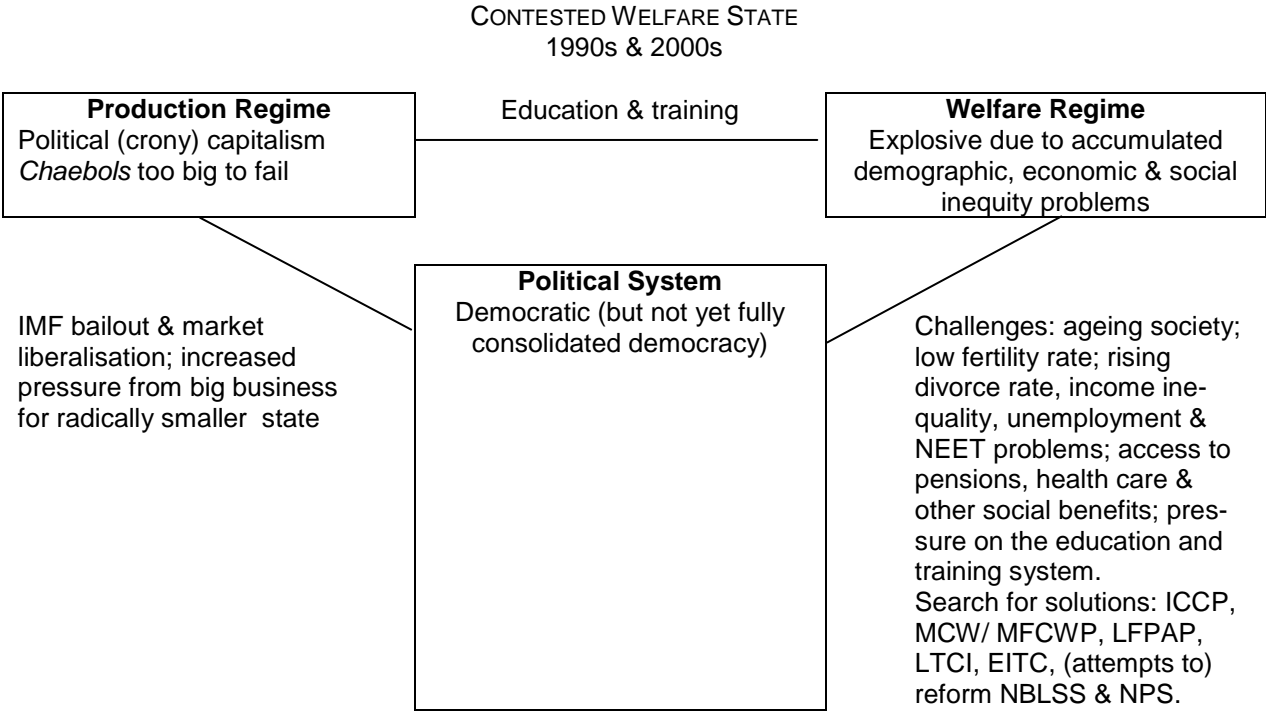 CONTESTED WELFARE STATE
1990s & 2000s
Production Regime
Political (crony) capitalism
Chaebols too big to fail
Education & training
Welfare Regime
Explosive due to accumulated
demographic, economic & social
inequity problems
Political System
Democratic (but not yet fully
consolidated democracy)
IMF bailout & market
liberalisation; increased
pressure from big business
for radically smaller state
Challenges: ageing society;
low fertility rate; rising
divorce rate, income ine-
quality, unemployment &
NEET problems; access to
pensions, health care &
other social benefits; pres-
sure on the education and
training system.
Search for solutions: ICCP,
MCW/ MFCWP, LFPAP,
LTCI, EITC, (attempts to)
reform NBLSS & NPS.